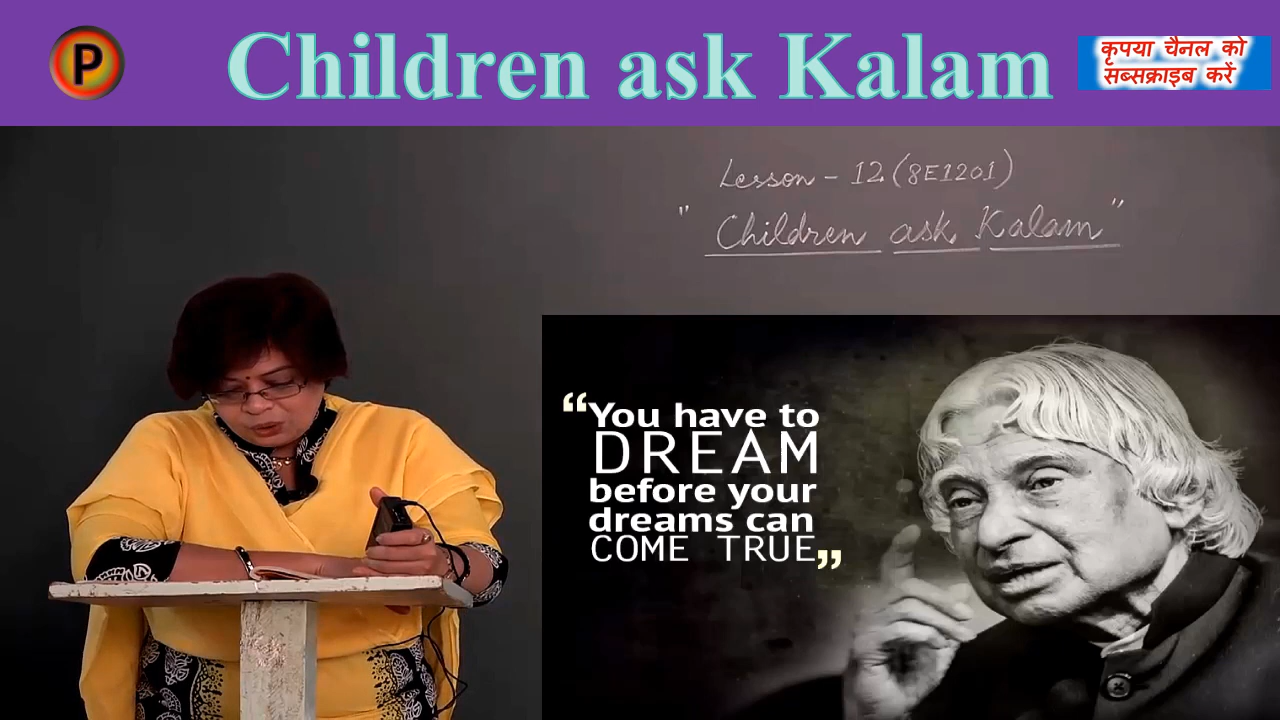 P
Children ask Kalam
कृपया चैनल को
सब्सक्राइब करें
Lesson - 12 (8E1201)
" Children ask Kalam "
“You have to
DREAM
before your
dreams can
COME TRUE„